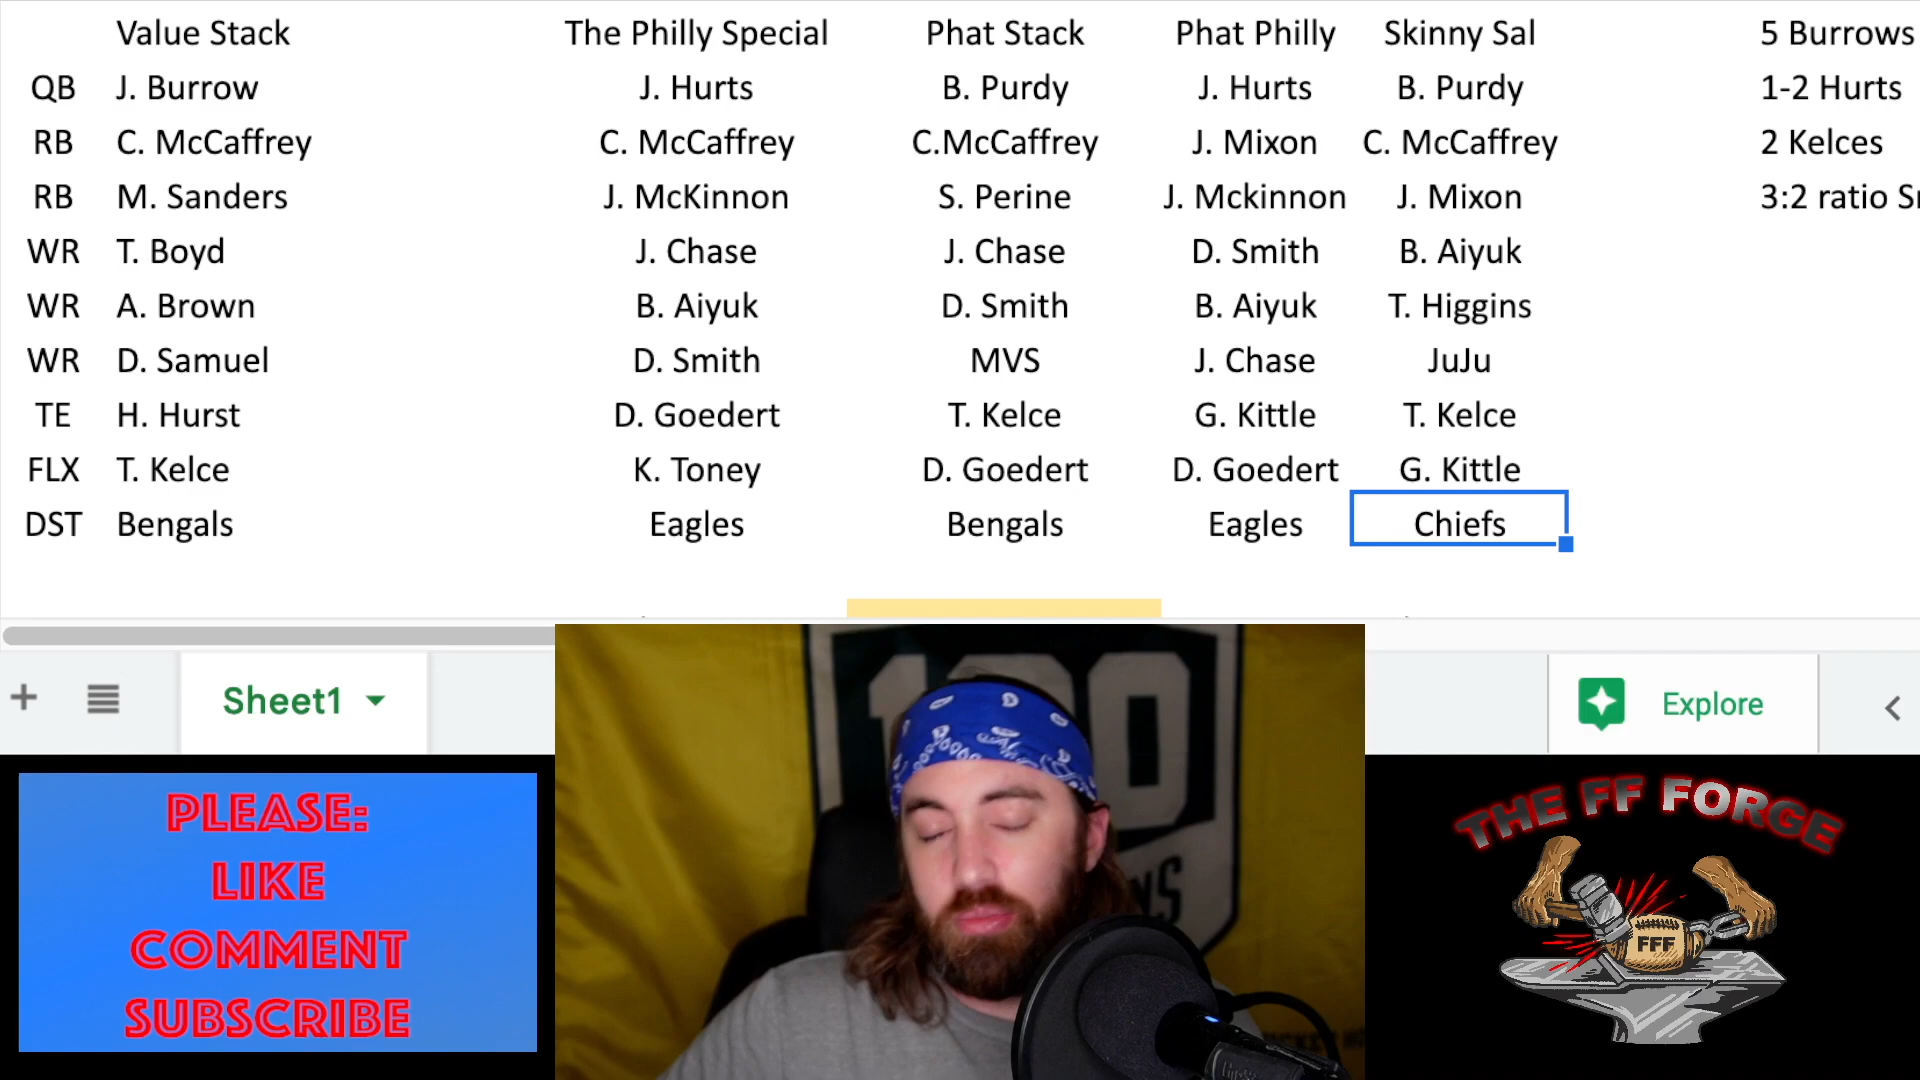 Value Stack The Philly Special Phat Stack Phat Philly Skinny Sal 5 Burrows
QB J. Burrow J. Hurts B. Purdy J. Hurts B. Purdy 1-2 Hurts
RB C. McCaffrey C. McCaffrey C.McCaffrey J. Mixon C. McCaffrey 2 Kelces
RB M. Sanders J. McKinnon S. Perine J. Mckinnon J. Mixon 3:2 ratio
WR T. Boyd J. Chase J. Chase D. Smith B. Aiyuk
WR A. Brown B. Aiyuk D. Smith B. Aiyuk T. Higgins
WR D. Samuel D. Smith MVS J. Chase JuJu
TE H. Hurst D. Goedert T. Kelce G. Kittle T. Kelce
FLX T. Kelce K. Toney D. Goedert D. Goedert G. Kittle
DST Bengals Eagles Bengals Eagles Chiefs
Sheet1 Explore
PLEASE:
LIKE
COMMENT
SUBSCRIBE
100
THE FF FORGE
FFF